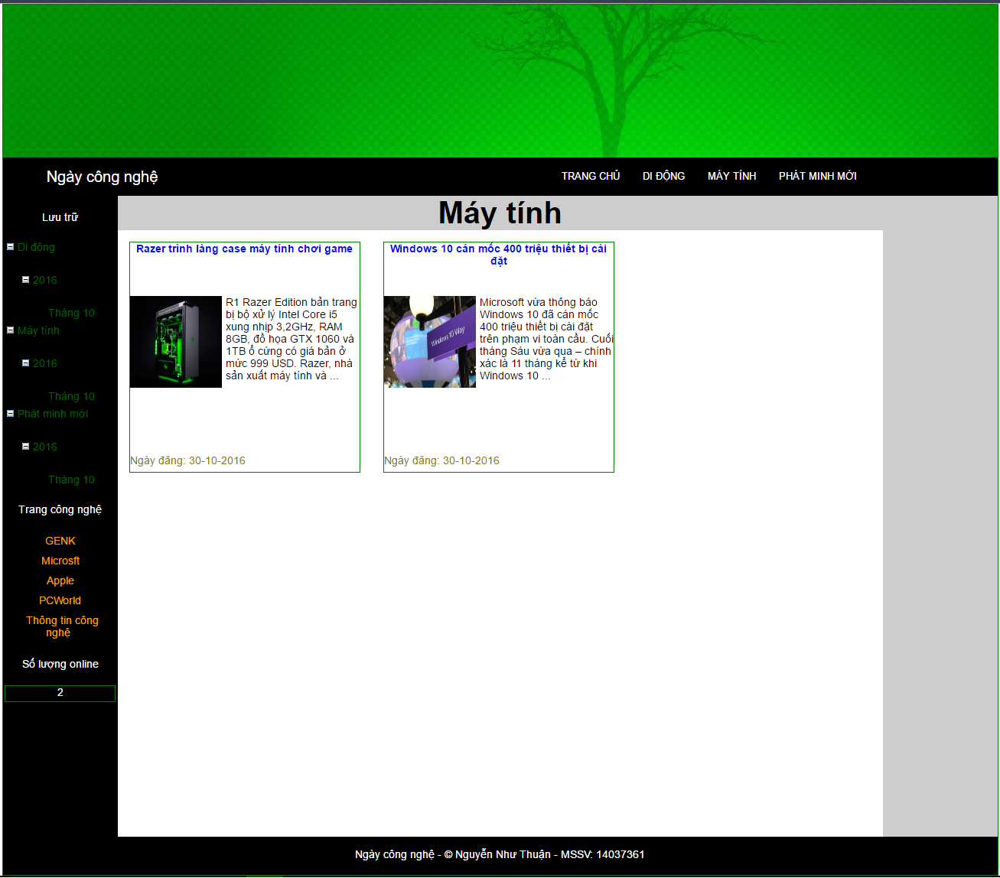 Ngày công nghệ
TRANG CHỦ DI ĐỘNG MÁY TÍNH PHÁT MINH MỚI
Lưu trữ
Di động
2016
Tháng 10
Máy tính
2016
Tháng 10
Phát minh mới
2016
Tháng 10
Trang công nghệ
GENK
Microsft
Apple
PCWorld
Thông tin công
nghệ
Số lượng online
2
Máy tính
Razer trình làng case máy tính chơi game
R1 Razer Edition bản trang
bị bộ xử lý Intel Core i5
xung nhịp 3,2GHz, RAM
8GB, đồ họa GTX 1060 và
1TB ổ cứng có giá bán ở
mức 999 USD. Razer, nhà
sản xuất máy tính và ...
Ngày đăng: 30-10-2016
Windows 10 cán mốc 400 triệu thiết bị cài
đặt
Windows 10 Way
Microsoft vừa thông báo
Windows 10 đã cán mốc
400 triệu thiết bị cài đặt
trên phạm vi toàn cầu. Cuối
tháng Sáu vừa qua – chính
xác là 11 tháng kể từ khi
Windows 10 ...
Ngày đăng: 30-10-2016
Ngày công nghệ - © Nguyễn Như Thuận - MSSV: 14037361